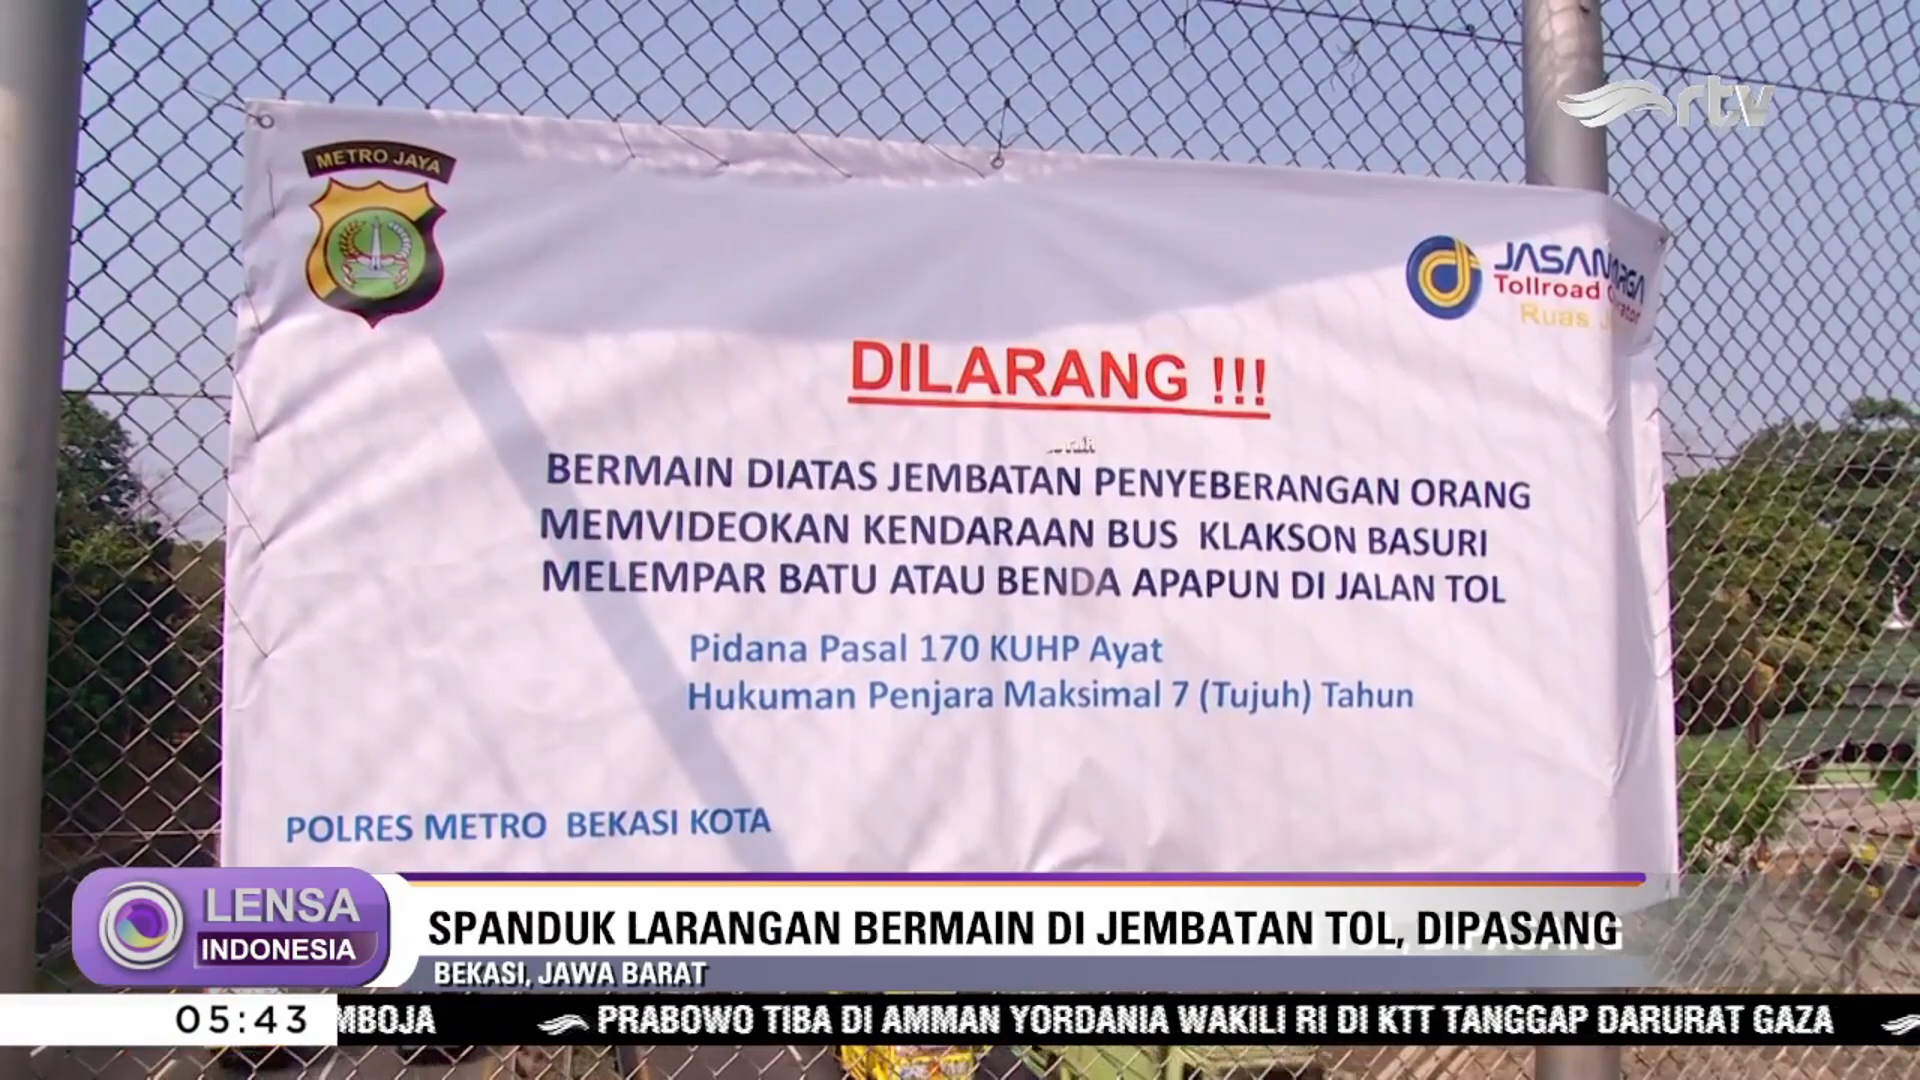 rtv
METRO JAYA
JASAMARGA
Tollroad Operator
Ruas
DILARANG !!!
BERMAIN DIATAS JEMBATAN PENYEBERANGAN ORANG
MEMVIDEOKAN KENDARAAN BUS KLAKSON BASURI
MELEMPAR BATU ATAU BENDA APAPUN DI JALAN TOL
Pidana Pasal 170 KUHP Ayat
Hukuman Penjara Maksimal 7 (Tujuh) Tahun
POLRES METRO BEKASI KOTA
LENSA
INDONESIA
SPANDUK LARANGAN BERMAIN DI JEMBATAN TOL, DIPASANG
BEKASI, JAWA BARAT
05:43 MBOJA PRABOWO TIBA DI AMMAN YORDANIA WAKILI RI DI KTT TANGGAP DARURAT GAZA